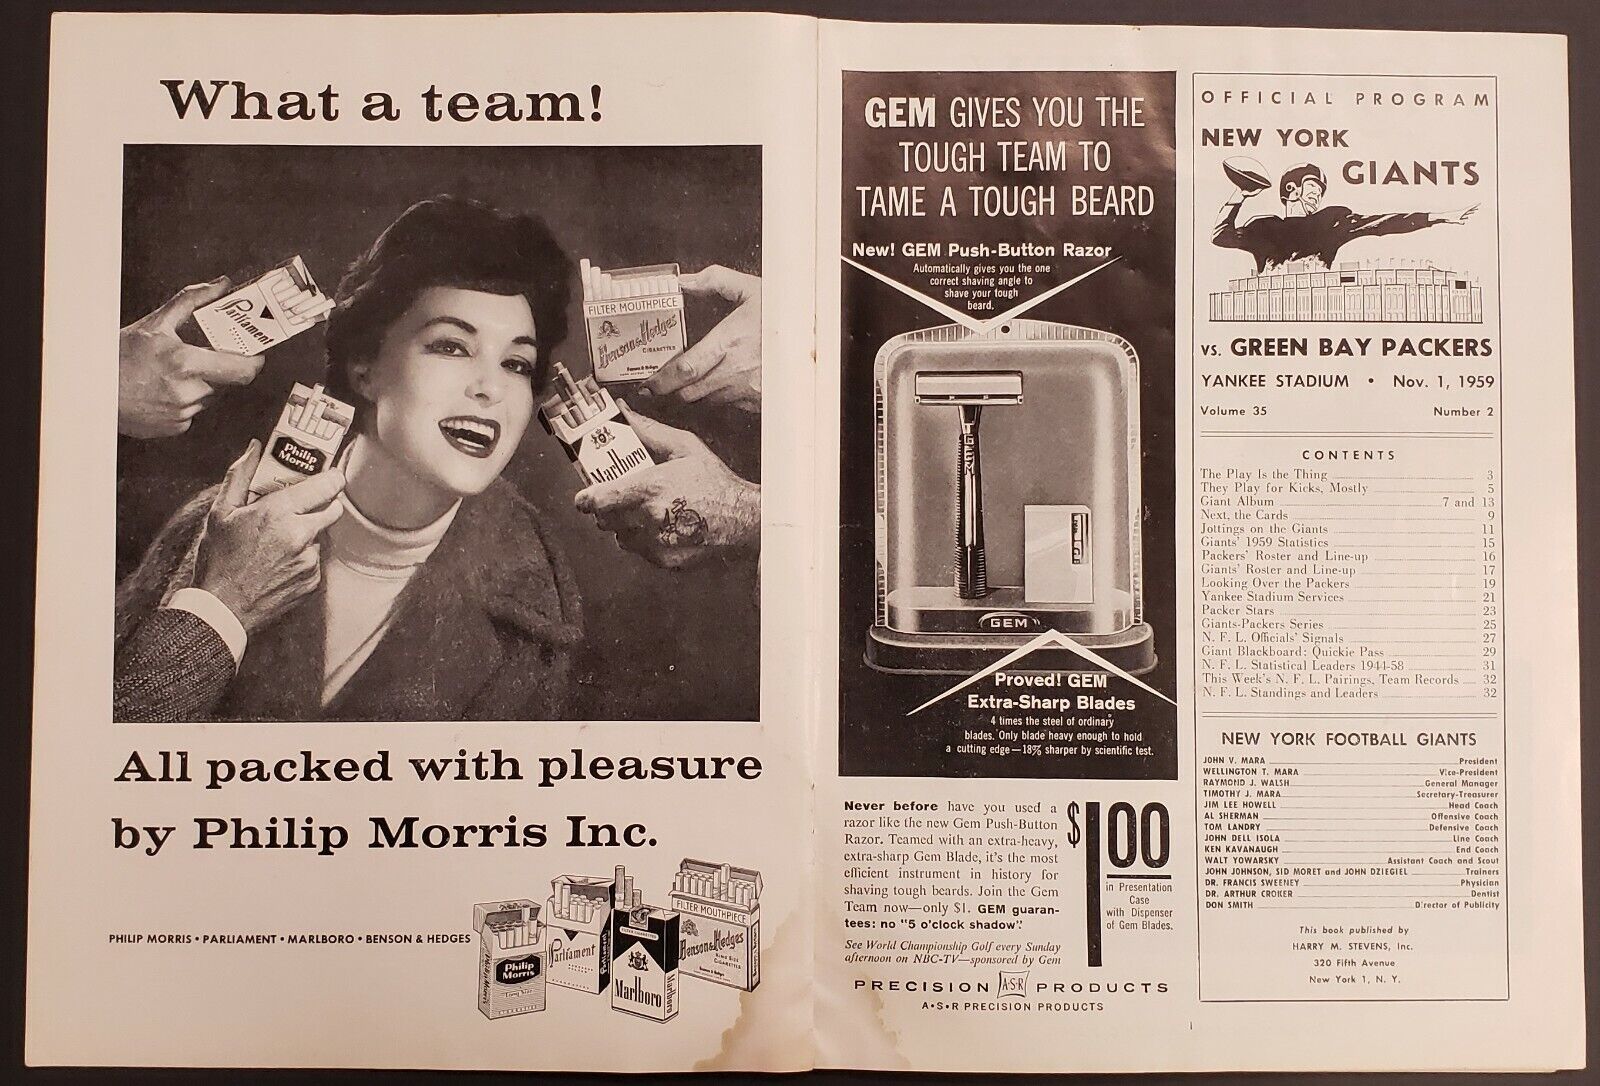 What a team!
Parliament
FILTER MOUTHPIECE
Benson & Hedges
CIGARETTES
Philip
Morris
Marlboro
All packed with pleasure
by Philip Morris Inc.
PHILIP MORRIS • PARLIAMENT • MARLBORO • BENSON & HEDGES
Philip
Morris
Parliament
Marlboro
FILTER MOUTHPIECE
Benson & Hedges
GEM GIVES YOU THE
TOUGH TEAM TO
TAME A TOUGH BEARD
New! GEM Push-Button Razor
Automatically gives you the one
correct shaving angle to
shave your tough
beard.
GEM
GEM
Proved! GEM
Extra-Sharp Blades
4 times the steel of ordinary
blades. Only blade heavy enough to hold
a cutting edge—18% sharper by scientific test.
Never before have you used a
razor like the new Gem Push-Button
Razor. Teamed with an extra-heavy,
extra-sharp Gem Blade, it's the most
efficient instrument in history for
shaving tough beards. Join the Gem
Team now—only $1. GEM guaran-
tees: no "5 o'clock shadow".
See World Championship Golf every Sunday
afternoon on NBC-TV—sponsored by Gem
$1.00
in Presentation
Case
with Dispenser
of Gem Blades.
PRECISION A·S·R PRODUCTS
A•S•R PRECISION PRODUCTS
OFFICIAL PROGRAM
NEW YORK
GIANTS
VS. GREEN BAY PACKERS
YANKEE STADIUM • Nov. 1, 1959
Volume 35 Number 2
CONTENTS
The Play Is the Thing 3
They Play for Kicks, Mostly 5
Giant Album 7 and 13
Next, the Cards 9
Jottings on the Giants 11
Giants' 1959 Statistics 15
Packers' Roster and Line-up 16
Giants' Roster and Line-up 17
Looking Over the Packers 19
Yankee Stadium Services 21
Packer Stars 23
Giants-Packers Series 25
N. F. L. Officials' Signals 27
Giant Blackboard: Quickie Pass 29
N. F. L. Statistical Leaders 1944-58 31
This Week's N. F. L. Pairings, Team Records 32
N. F. L. Standings and Leaders 32
NEW YORK FOOTBALL GIANTS
JOHN V. MARA President
WELLINGTON T. MARA Vice-President
RAYMOND J. WALSH General Manager
TIMOTHY J. MARA Secretary-Treasurer
JIM LEE HOWELL Head Coach
AL SHERMAN Offensive Coach
TOM LANDRY Defensive Coach
JOHN DELL ISOLA Line Coach
KEN KAVANAUGH End Coach
WALT YOWARSKY Assistant Coach and Scout
JOHN JOHNSON, SID MORET and JOHN DZIEGIEL Trainers
DR. FRANCIS SWEENEY Physician
DR. ARTHUR CROKER Dentist
DON SMITH Director of Publicity
This book published by
HARRY M. STEVENS, Inc.
320 Fifth Avenue
New York 1, N. Y.
1